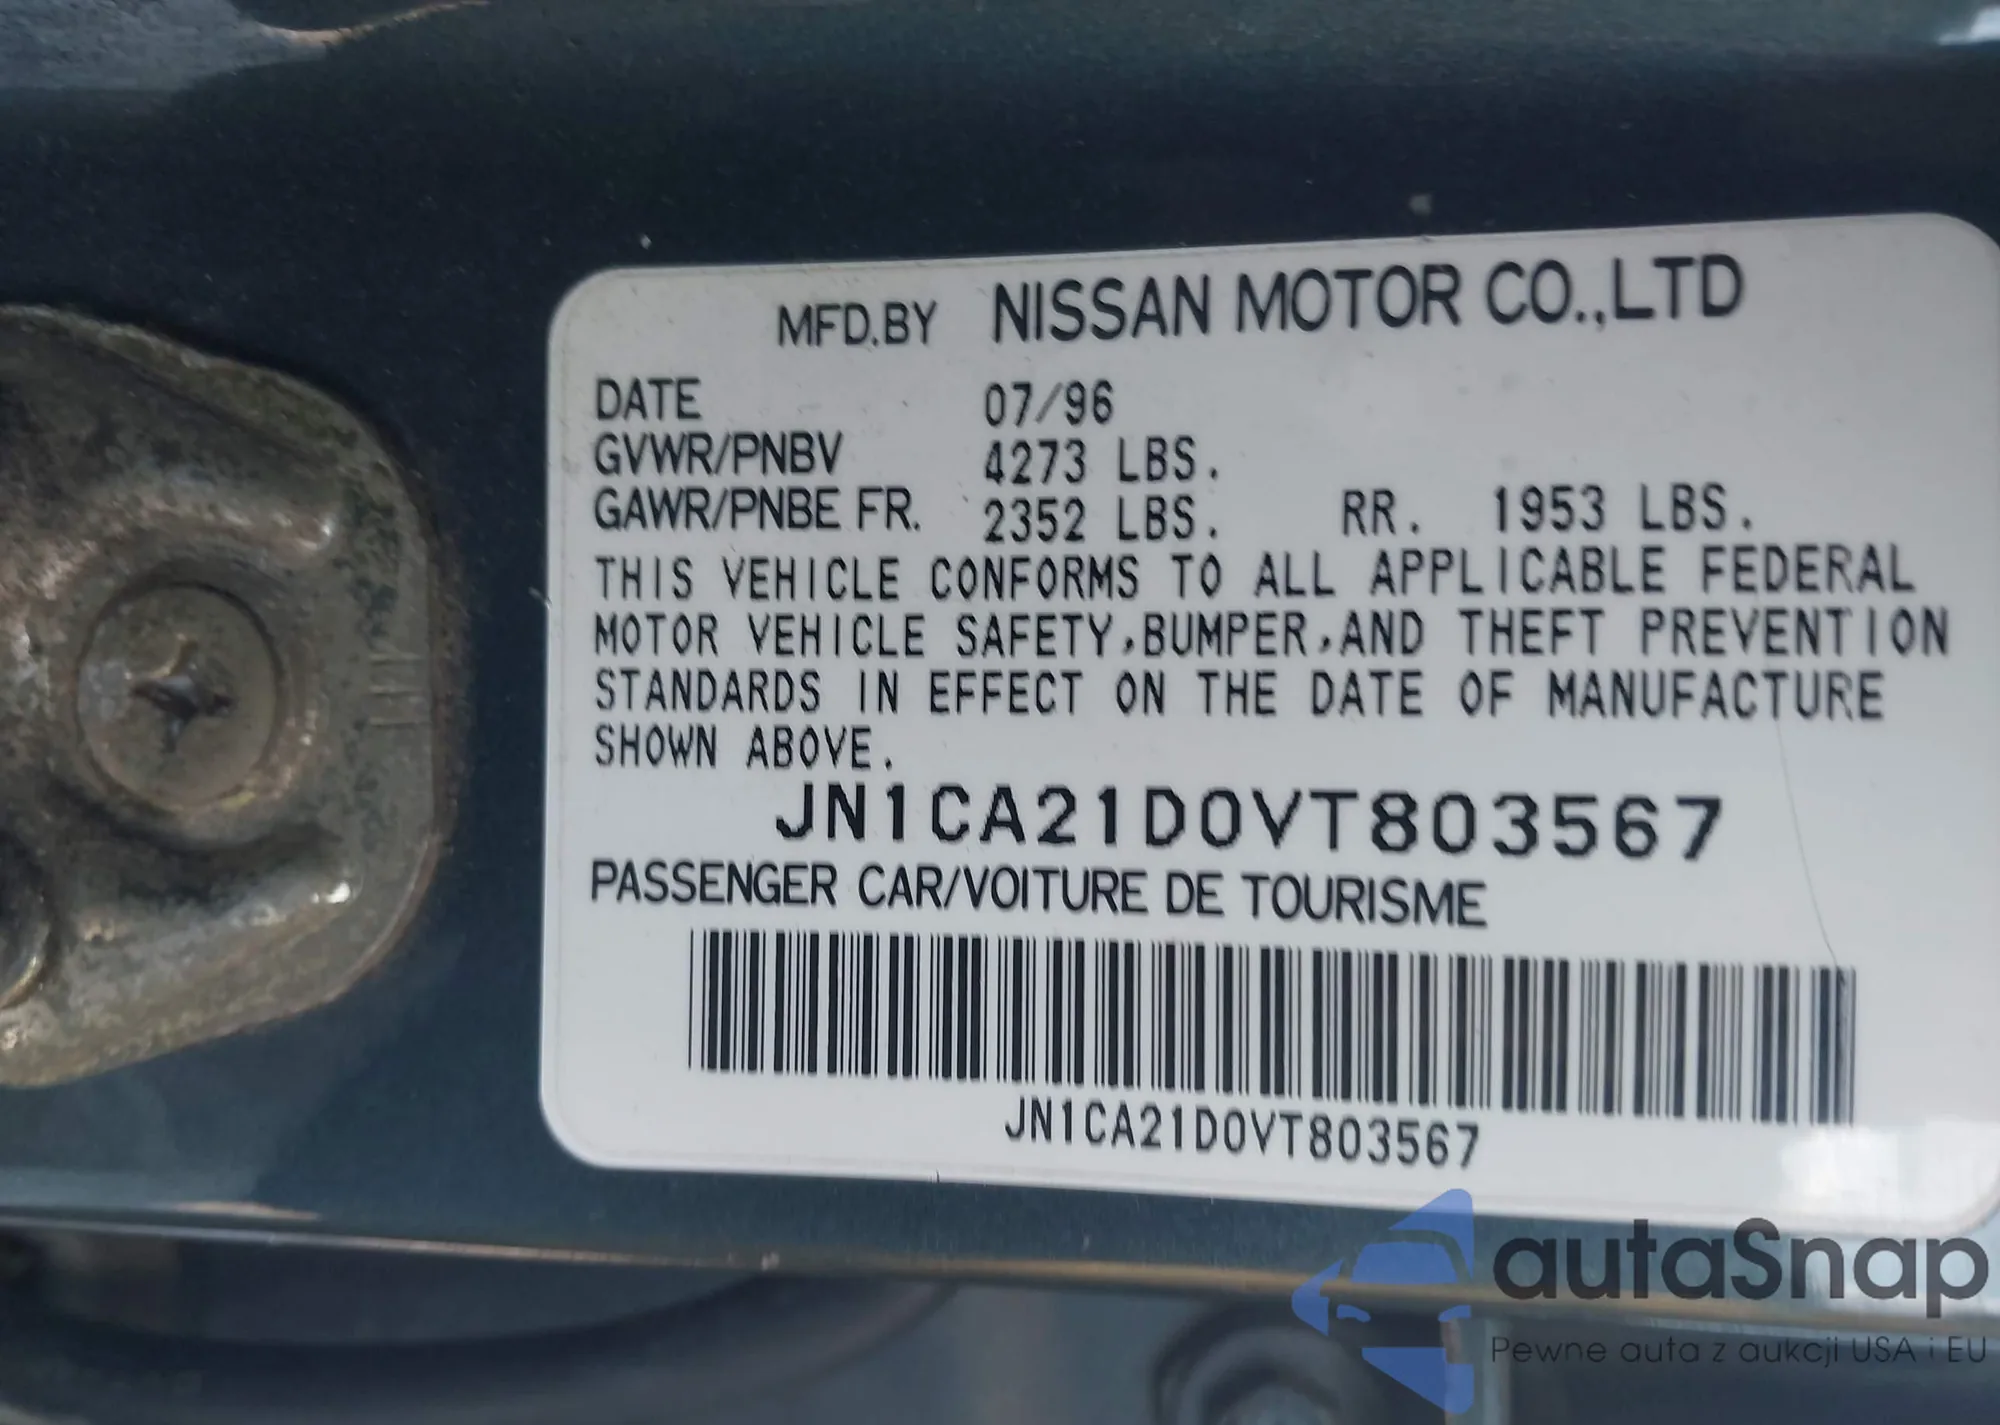 MFD.BY NISSAN MOTOR CO.,LTD
DATE 07/96
GVWR/PNBV 4273 LBS.
GAWR/PNBE FR. 2352 LBS. RR. 1953 LBS.
THIS VEHICLE CONFORMS TO ALL APPLICABLE FEDERAL
MOTOR VEHICLE SAFETY,BUMPER,AND THEFT PREVENTION
STANDARDS IN EFFECT ON THE DATE OF MANUFACTURE
SHOWN ABOVE.
JN1CA21D0VT803567
PASSENGER CAR/VOITURE DE TOURISME
JN1CA21D0VT803567
autaSnap
Pewne auta z aukcji USA i EU